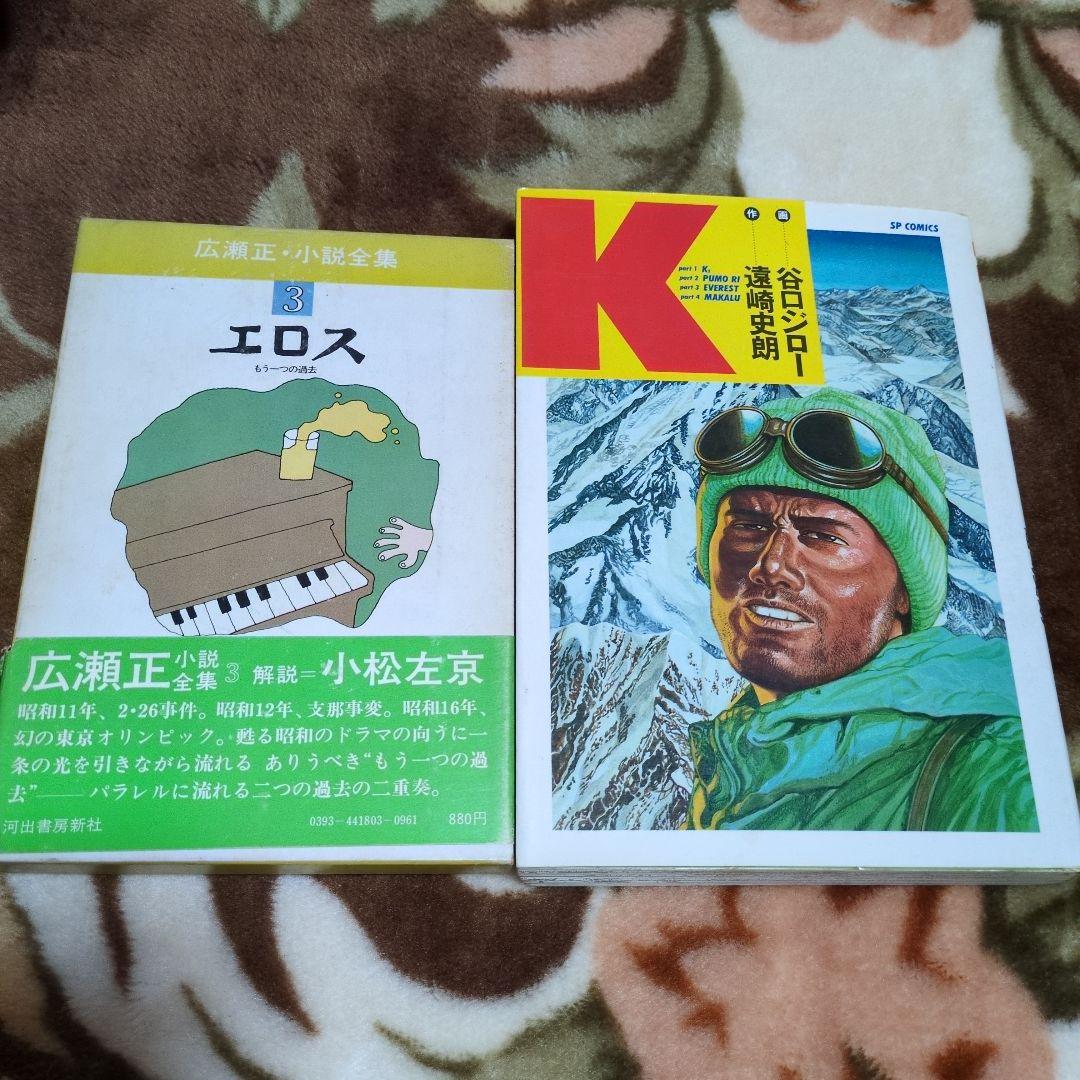 広瀬正・小説全集
3
エロス
もう一つの過去
広瀬正 小説全集 3 解説=小松左京
昭和11年、2・26事件。昭和12年、支那事変。昭和16年、
幻の東京オリンピック。甦る昭和のドラマの向うに一
条の光を引きながら流れる ありうべき“もう一つの過
去”——パラレルに流れる二つの過去の二重奏。
河出書房新社
0393-441803-0961
880円
K
part 1 K2
part 2 PUMO RI
part 3 EVEREST
part 4 MAKALU
画……谷口ジロー
作……遠崎史朗
SP COMICS